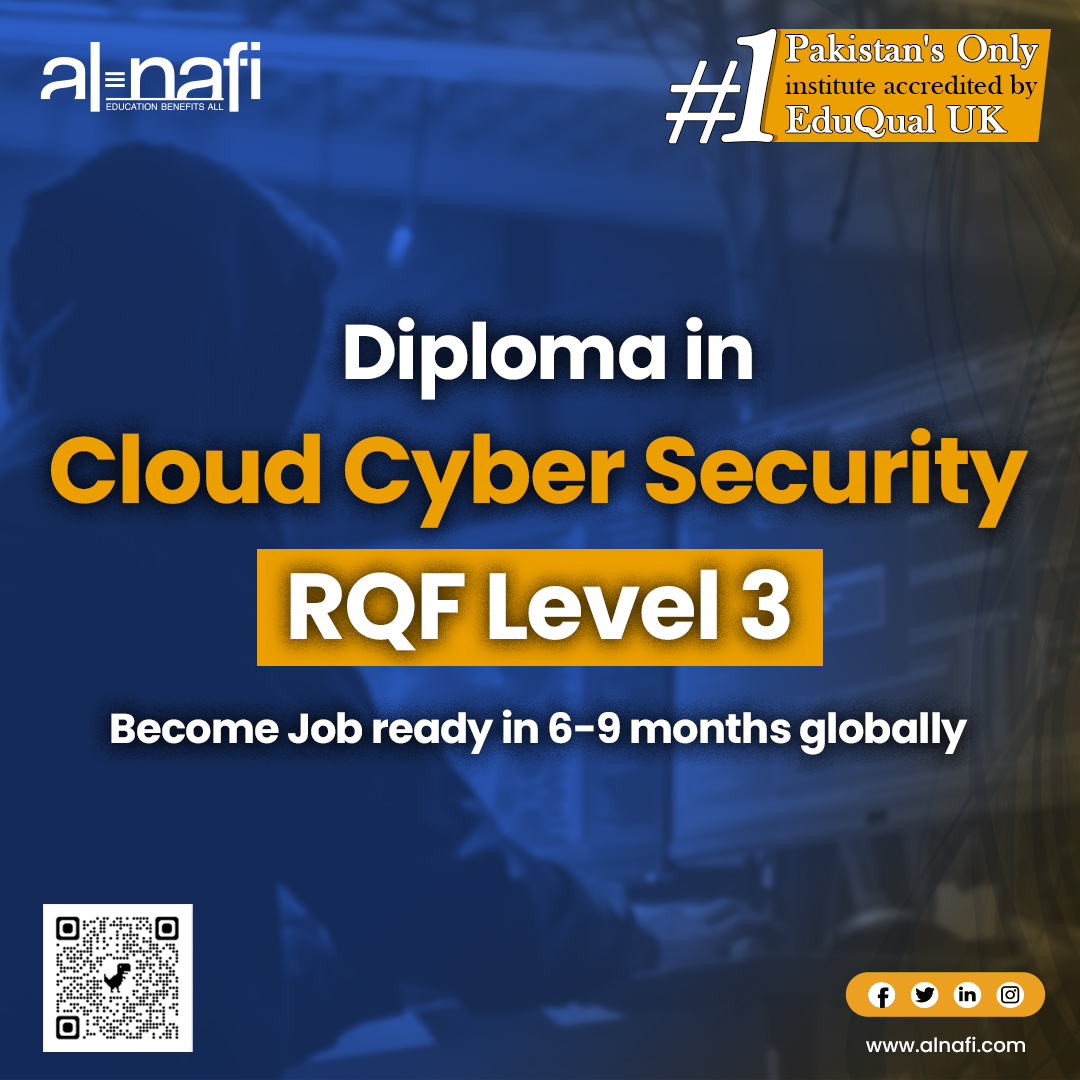 al-nafi
EDUCATION BENEFITS ALL
#1
Pakistan's Only
institute accredited by
EduQual UK
Diploma in
Cloud Cyber Security
RQF Level 3
Become Job ready in 6-9 months globally
www.alnafi.com